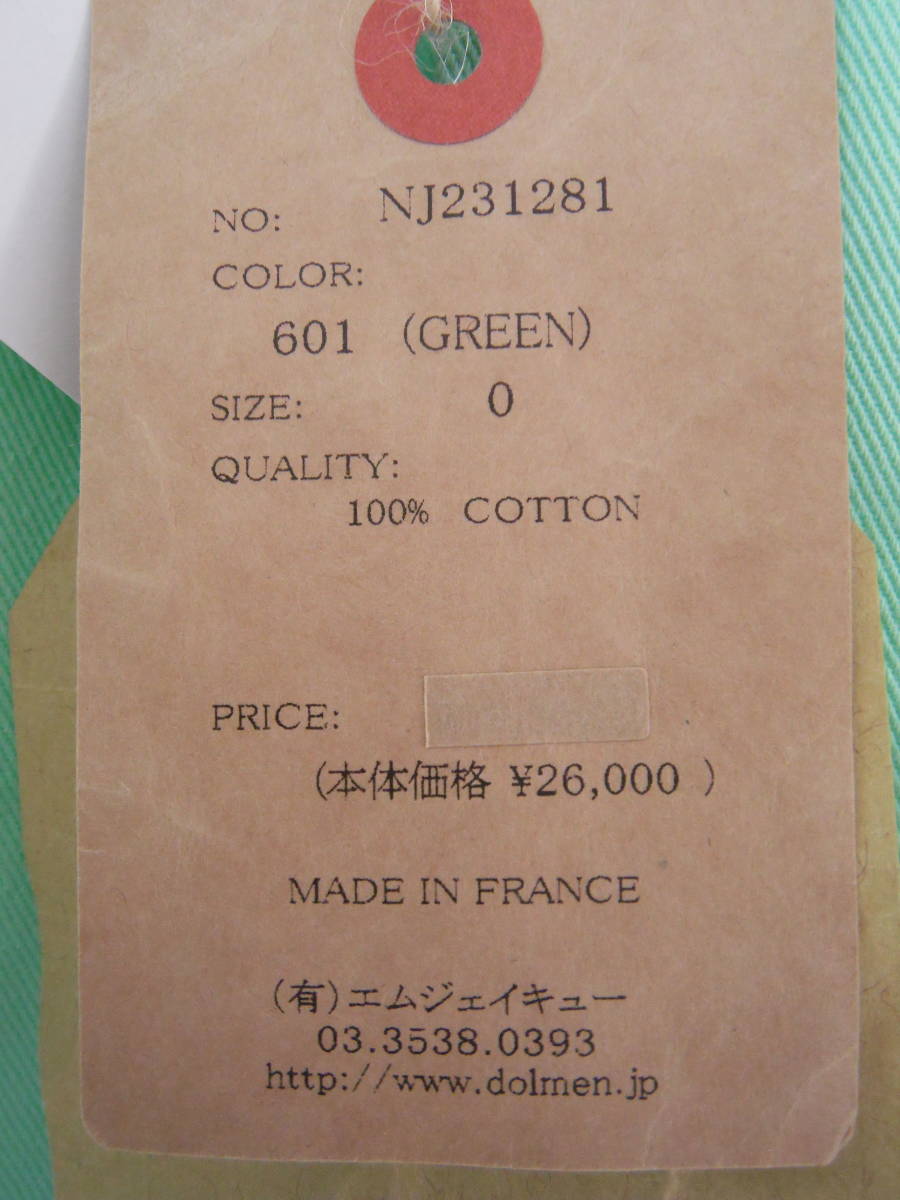 NO: NJ231281
COLOR:
601 (GREEN)
SIZE: 0
QUALITY:
100% COTTON
PRICE:
(本体価格 ¥26,000 )
MADE IN FRANCE
(有)エムジェイキュー
03.3538.0393
http://www.dolmen.jp